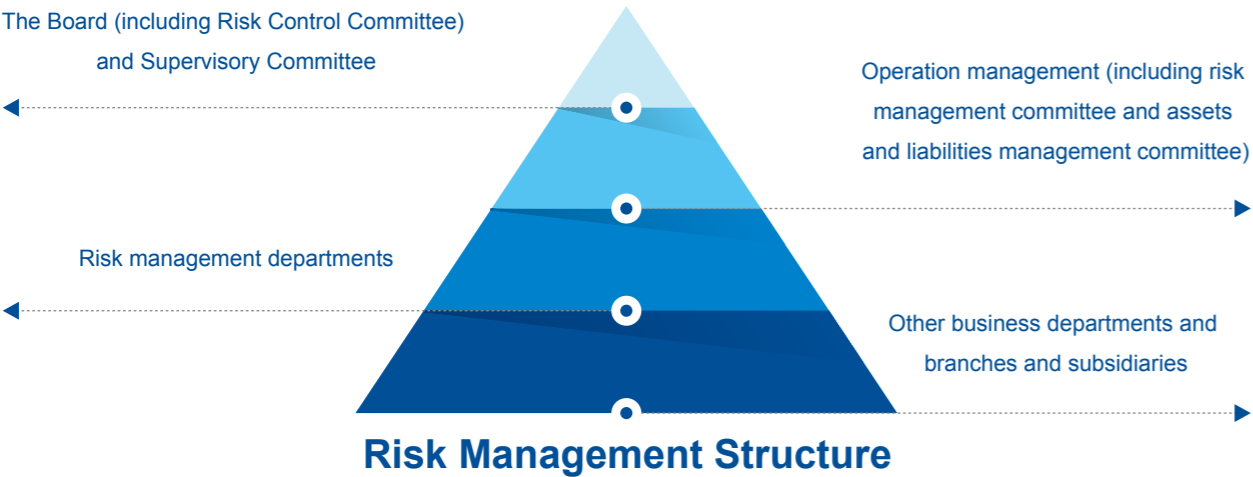 The Board (including Risk Control Committee)
and Supervisory Committee
Operation management (including risk
management committee and assets
and liabilities management committee)
Risk management departments
Other business departments and
branches and subsidiaries
Risk Management Structure